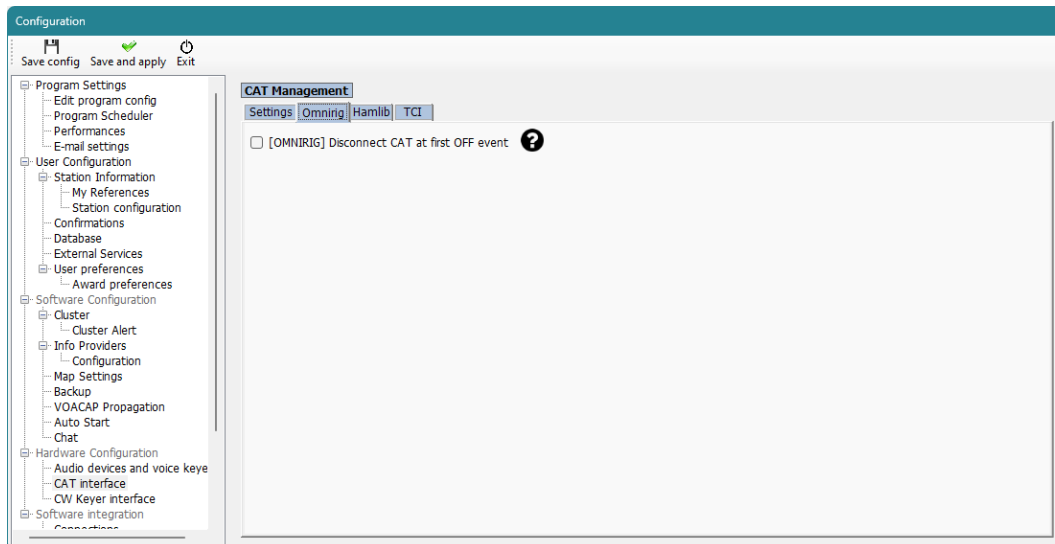 Configuration
Save config Save and apply Exit
Program Settings
Edit program config
Program Scheduler
Performances
E-mail settings
User Configuration
Station Information
My References
Station configuration
Confirmations
Database
External Services
User preferences
Award preferences
Software Configuration
Cluster
Cluster Alert
Info Providers
Configuration
Map Settings
Backup
VOACAP Propagation
Auto Start
Chat
Hardware Configuration
Audio devices and voice keye
CAT interface
CW Keyer interface
Software integration
Connections
CAT Management
Settings Omnirig Hamlib TCI
[OMNIRIG] Disconnect CAT at first OFF event ?